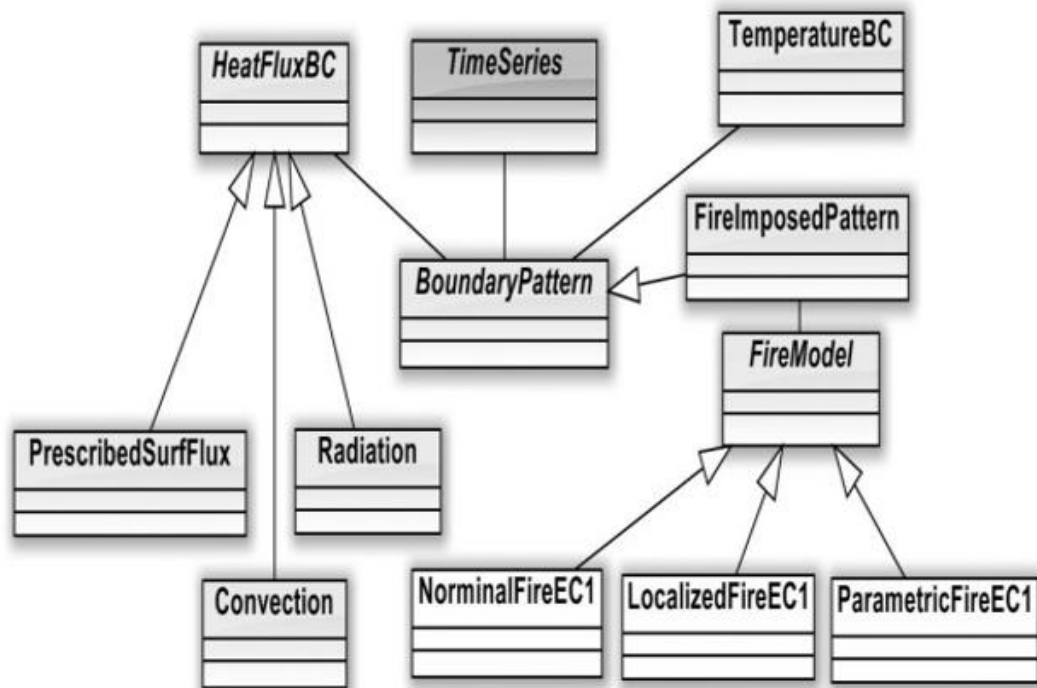 HeatFluxBC
TimeSeries
TemperatureBC
FireImposedPattern
BoundaryPattern
FireModel
PrescribedSurfFlux
Radiation
Convection
NorminalFireEC1
LocalizedFireEC1
ParametricFireEC1